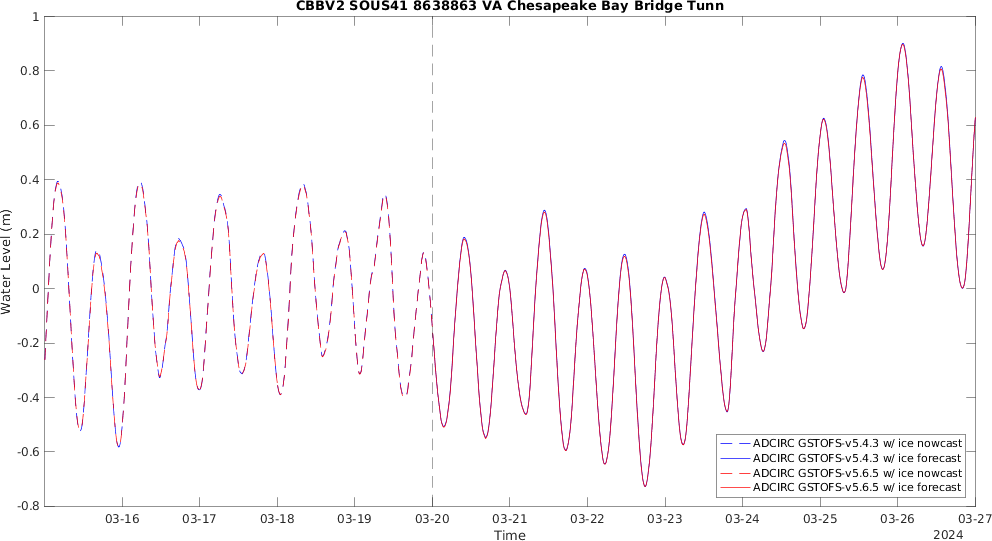 CBBV2 SOUS41 8638863 VA Chesapeake Bay Bridge Tunn
Water Level (m)
1
0.8
0.6
0.4
0.2
0
-0.2
-0.4
-0.6
-0.8
ADCIRC GSTOFS-v5.4.3 w/ ice nowcast
ADCIRC GSTOFS-v5.4.3 w/ ice forecast
ADCIRC GSTOFS-v5.6.5 w/ ice nowcast
ADCIRC GSTOFS-v5.6.5 w/ ice forecast
03-16 03-17 03-18 03-19 03-20 03-21 03-22 03-23 03-24 03-25 03-26 03-27
Time
2024